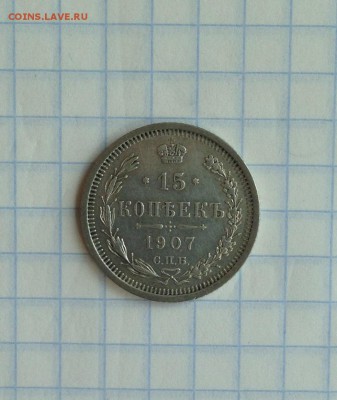 COINS.LAVE.RU
15
КОПѢЕКЪ
1907
С.П.Б.